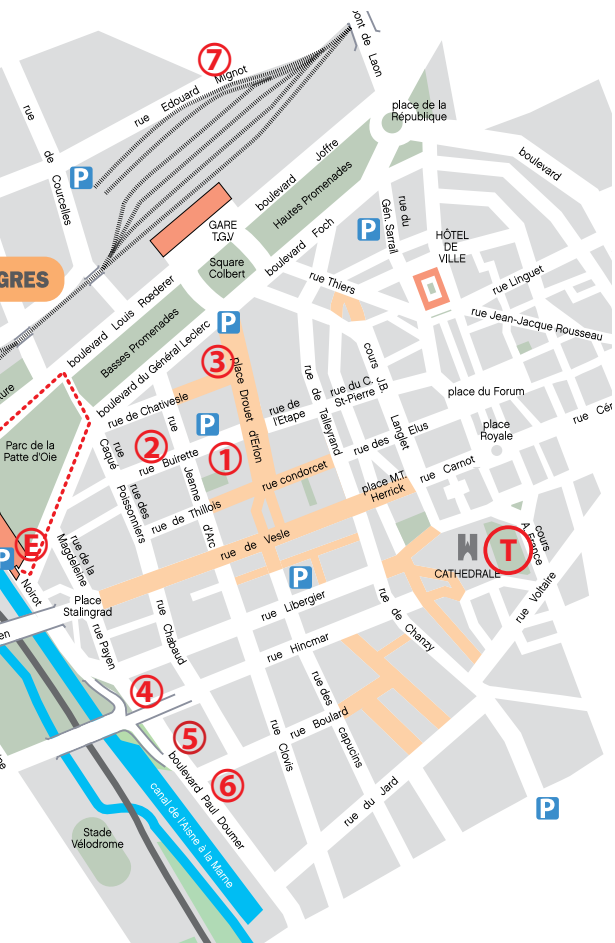 pont de Laon
7
rue Edouard Mignot
place de la
République
rue de Courcelles
P
boulevard Joffre
Hautes Promenades
boulevard
rue du
Gén. Sarrail
P
GARE
T.G.V
boulevard Foch
HÔTEL
DE
VILLE
Square
Colbert
GRES
rue Thiers
rue Linguet
boulevard Louis Rœderer
Basses Promenades
P
rue Jean-Jacque Rousseau
boulevard du Général Leclerc
3
place Drouet d'Erlon
cours J.B. Langlet
rue de Talleyrand
rue du C.
St-Pierre
place du Forum
rue de Chativesle
rue de
l'Etape
rue des Elus
place
Royale
rue
P
Parc de la
Patte d'Oie
rue Caqué
2
rue Buirette
1
rue Jeanne d'Arc
rue condorcet
place M.T.
Herrick
rue Carnot
rue des Poissonniers
rue de Thillois
E
P
rue de la
Magdeleine
rue de Vesle
T
cours
A. France
CATHEDRALE
Noirot
P
Place
Stalingrad
rue Libergier
rue Voltaire
rue Payen
rue Chabaud
rue de Chanzy
rue Hincmar
4
rue des capucins
5
rue Boulard
rue Clovis
6
boulevard Paul Doumer
rue du Jard
P
canal de l'Aisne à la Marne
Stade
Vélodrome